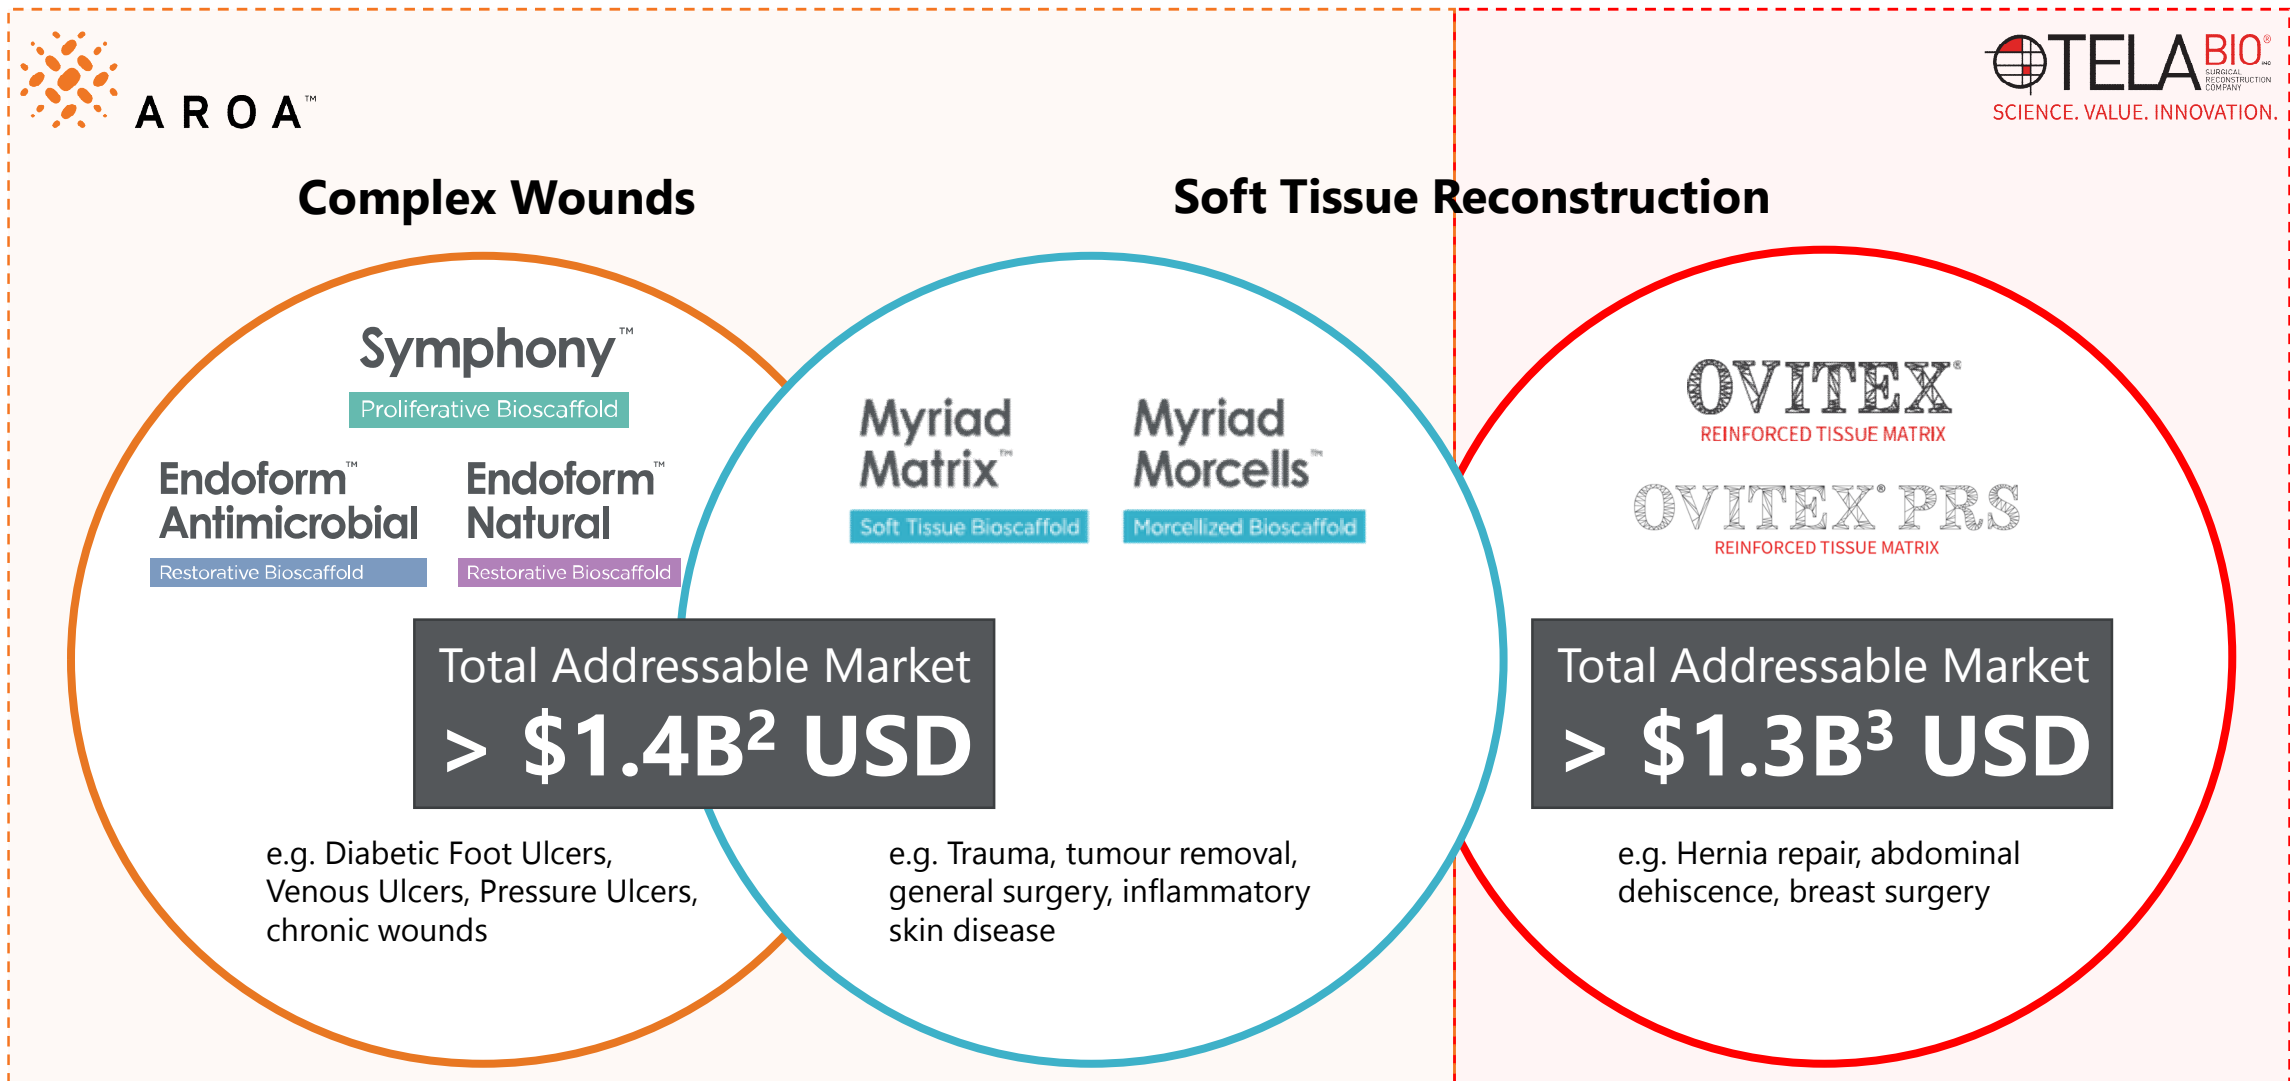 AROA™
TELA BIO® INC
SURGICAL
RECONSTRUCTION
COMPANY
SCIENCE. VALUE. INNOVATION.
Complex Wounds
Soft Tissue Reconstruction
Symphony™
Proliferative Bioscaffold
Endoform™
Antimicrobial
Restorative Bioscaffold
Endoform™
Natural
Restorative Bioscaffold
Myriad
Matrix™
Soft Tissue Bioscaffold
Myriad
Morcells™
Morcellized Bioscaffold
OVITEX®
REINFORCED TISSUE MATRIX
OVITEX® PRS
REINFORCED TISSUE MATRIX
Total Addressable Market
> $1.4B² USD
Total Addressable Market
> $1.3B³ USD
e.g. Diabetic Foot Ulcers,
Venous Ulcers, Pressure Ulcers,
chronic wounds
e.g. Trauma, tumour removal,
general surgery, inflammatory
skin disease
e.g. Hernia repair, abdominal
dehiscence, breast surgery